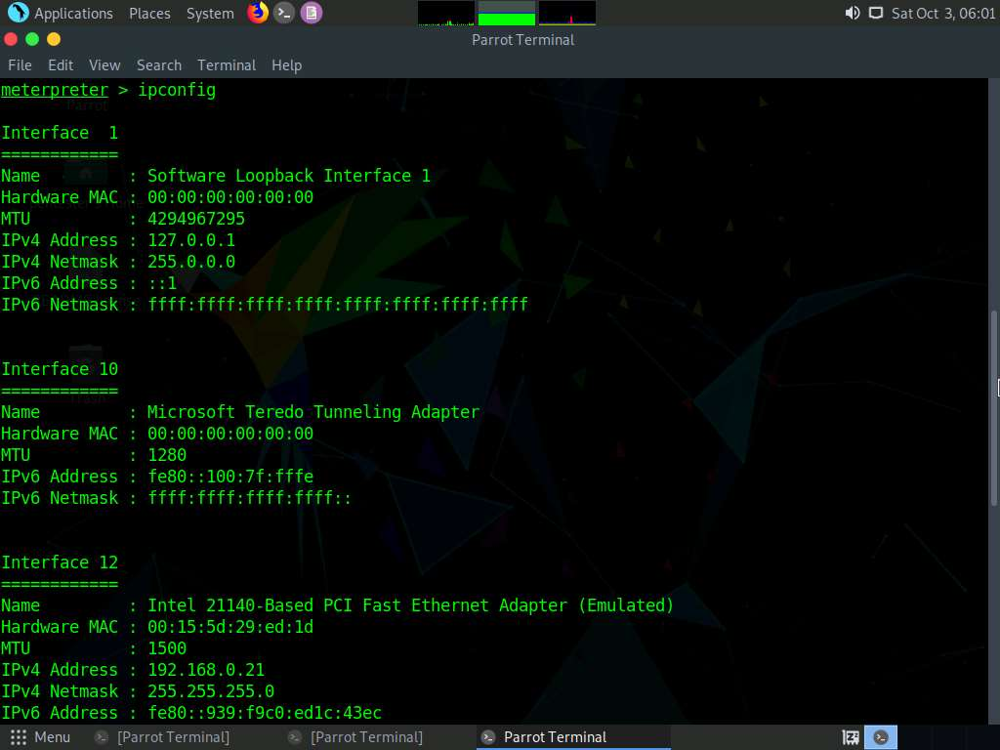 Applications Places System Sat Oct 3, 06:01
Parrot Terminal
File Edit View Search Terminal Help
meterpreter > ipconfig
Parrot
Interface  1
============
Name         : Software Loopback Interface 1
Hardware MAC : 00:00:00:00:00:00
MTU          : 4294967295
IPv4 Address : 127.0.0.1
IPv4 Netmask : 255.0.0.0
IPv6 Address : ::1
IPv6 Netmask : ffff:ffff:ffff:ffff:ffff:ffff:ffff:ffff
Interface 10
============
Trash
Name         : Microsoft Teredo Tunneling Adapter
Hardware MAC : 00:00:00:00:00:00
MTU          : 1280
IPv6 Address : fe80::100:7f:fffe
IPv6 Netmask : ffff:ffff:ffff:ffff::
Interface 12
============
Name         : Intel 21140-Based PCI Fast Ethernet Adapter (Emulated)
Hardware MAC : 00:15:5d:29:ed:1d
MTU          : 1500
IPv4 Address : 192.168.0.21
IPv4 Netmask : 255.255.255.0
IPv6 Address : fe80::939:f9c0:ed1c:43ec
Menu [Parrot Terminal] [Parrot Terminal] Parrot Terminal